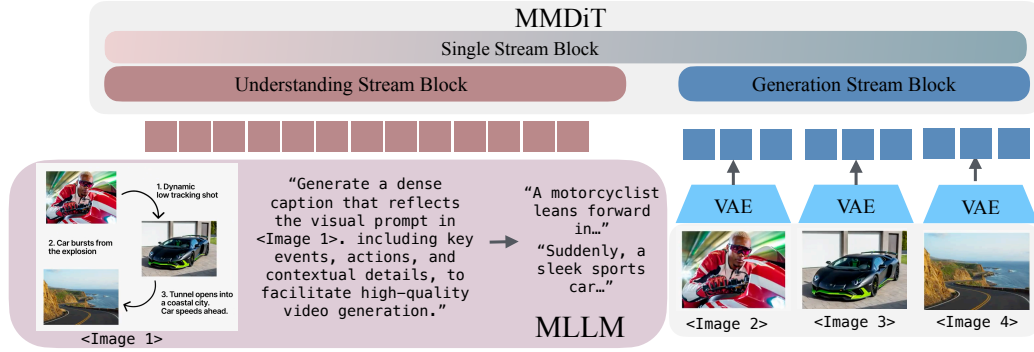 MMDiT
Single Stream Block
Understanding Stream Block
Generation Stream Block
1. Dynamic
low tracking shot
2. Car bursts from
the explosion
3. Tunnel opens into
a coastal city.
Car speeds ahead.
<Image 1>
“Generate a dense
caption that reflects
the visual prompt in
<Image 1>. including key
events, actions, and
contextual details, to
facilitate high-quality
video generation.”
“A motorcyclist
leans forward
in…”
“Suddenly, a
sleek sports
car…”
MLLM
VAE
VAE
VAE
<Image 2>
<Image 3>
<Image 4>